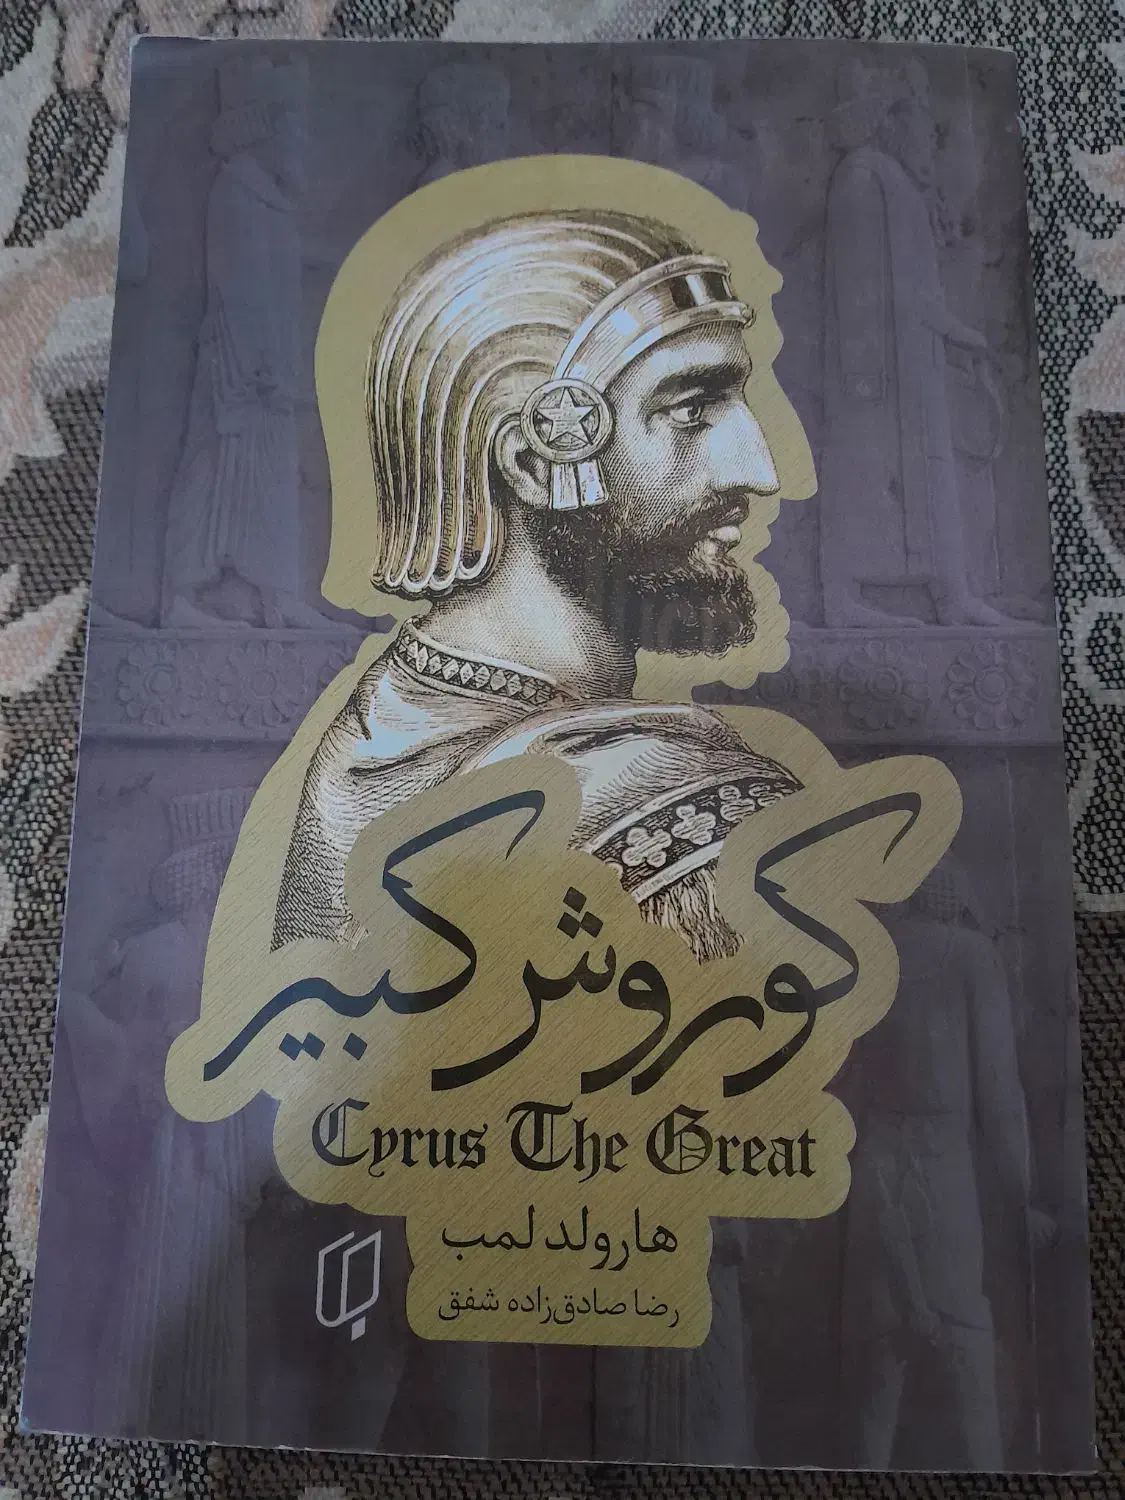 کوروش کبیر
Cyrus The Great
هارولد لمب
رضا صادق‌زاده شفق